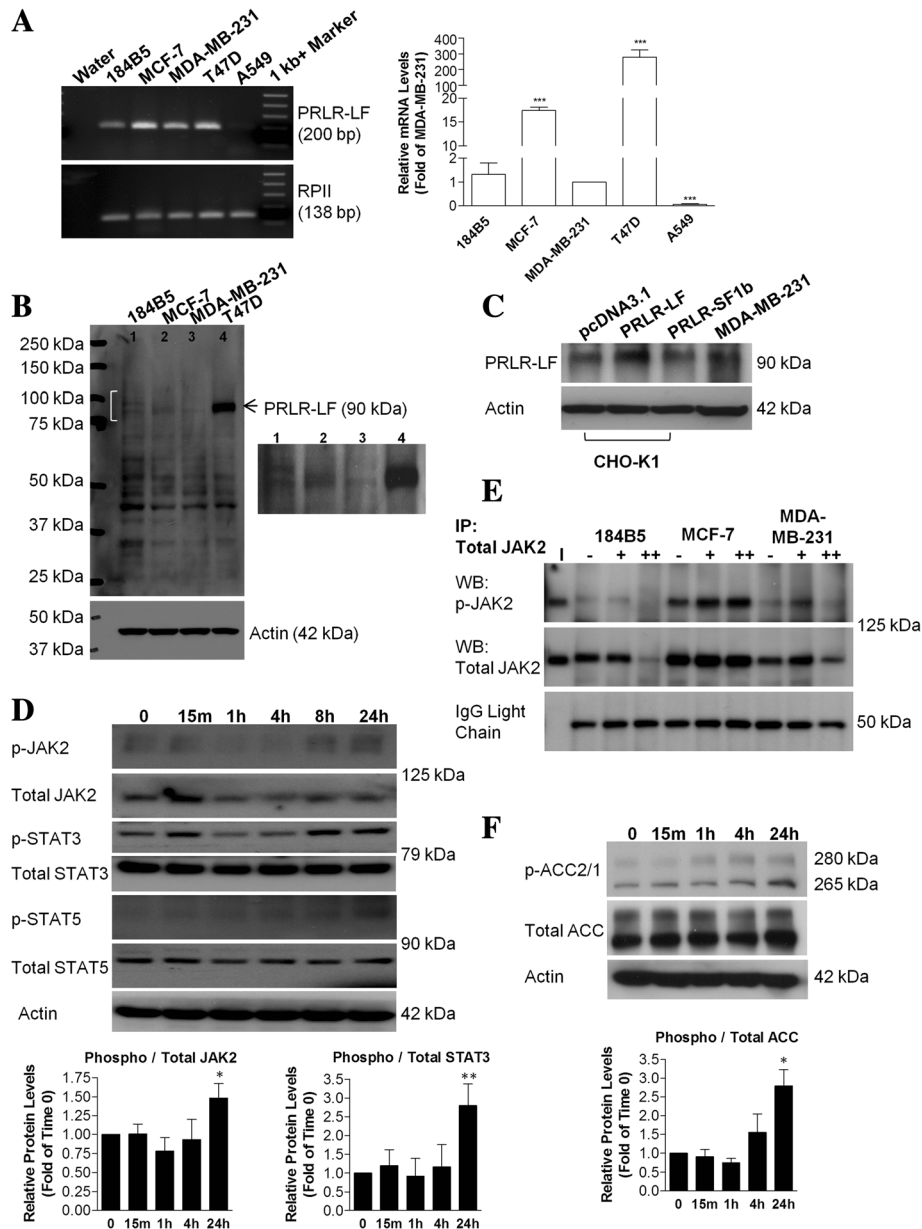 A
Water
184B5
MCF-7
MDA-MB-231
T47D
A549
1 kb+ Marker
PRLR-LF
(200 bp)
RPII
(138 bp)
Relative mRNA Levels
(Fold of MDA-MB-231)
400
300
200
100
20
15
10
5
2
1
0
***
***
***
184B5
MCF-7
MDA-MB-231
T47D
A549
B
184B5
MCF-7
MDA-MB-231
T47D
1 2 3 4
250 kDa
150 kDa
100 kDa
75 kDa
50 kDa
37 kDa
25 kDa
PRLR-LF (90 kDa)
1 2 3 4
50 kDa
37 kDa
Actin (42 kDa)
C
pcDNA3.1
PRLR-LF
PRLR-SF1b
MDA-MB-231
PRLR-LF
90 kDa
Actin
42 kDa
CHO-K1
E
IP:
Total JAK2
184B5
MCF-7
MDA-
MB-231
I - + ++ - + ++ - + ++
WB:
p-JAK2
125 kDa
WB:
Total JAK2
IgG Light
Chain
50 kDa
D
0 15m 1h 4h 8h 24h
p-JAK2
125 kDa
Total JAK2
p-STAT3
79 kDa
Total STAT3
p-STAT5
90 kDa
Total STAT5
Actin
42 kDa
Phospho / Total JAK2
Relative Protein Levels
(Fold of Time 0)
1.75
1.50
1.25
1.00
0.75
0.50
0.25
0.00
*
0 15m 1h 4h 24h
Phospho / Total STAT3
Relative Protein Levels
(Fold of Time 0)
3.5
3.0
2.5
2.0
1.5
1.0
0.5
0.0
**
0 15m 1h 4h 24h
F
0 15m 1h 4h 24h
p-ACC2/1
280 kDa
265 kDa
Total ACC
Actin
42 kDa
Phospho / Total ACC
Relative Protein Levels
(Fold of Time 0)
3.5
3.0
2.5
2.0
1.5
1.0
0.5
0.0
*
0 15m 1h 4h 24h